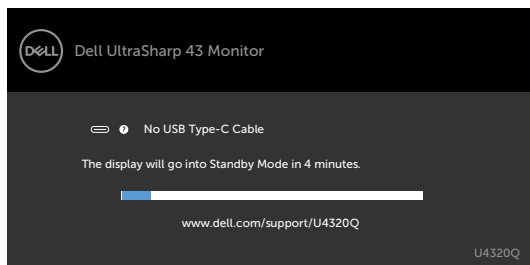 DELL
Dell UltraSharp 43 Monitor
? No USB Type-C Cable
The display will go into Standby Mode in 4 minutes.
www.dell.com/support/U4320Q
U4320Q